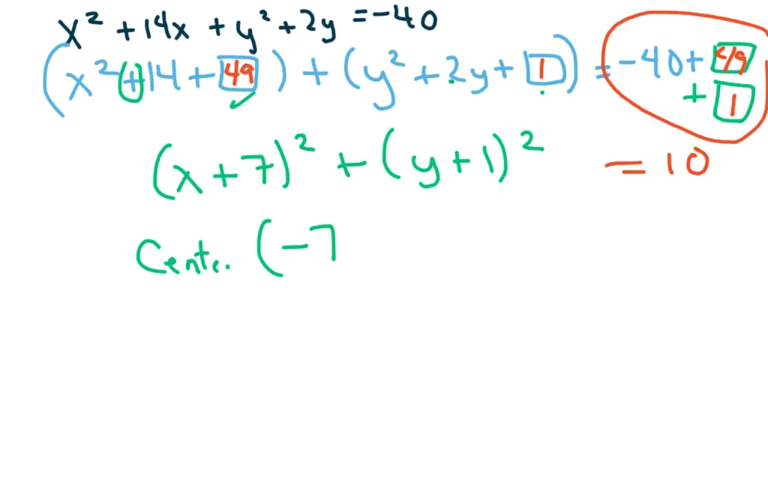 x² + 14x + y² + 2y = -40
(x² + 14 + 49) + (y² + 2y + 1) = -40 + 49
+ 1
(x + 7)² + (y + 1)² = 10
Cente. (-7